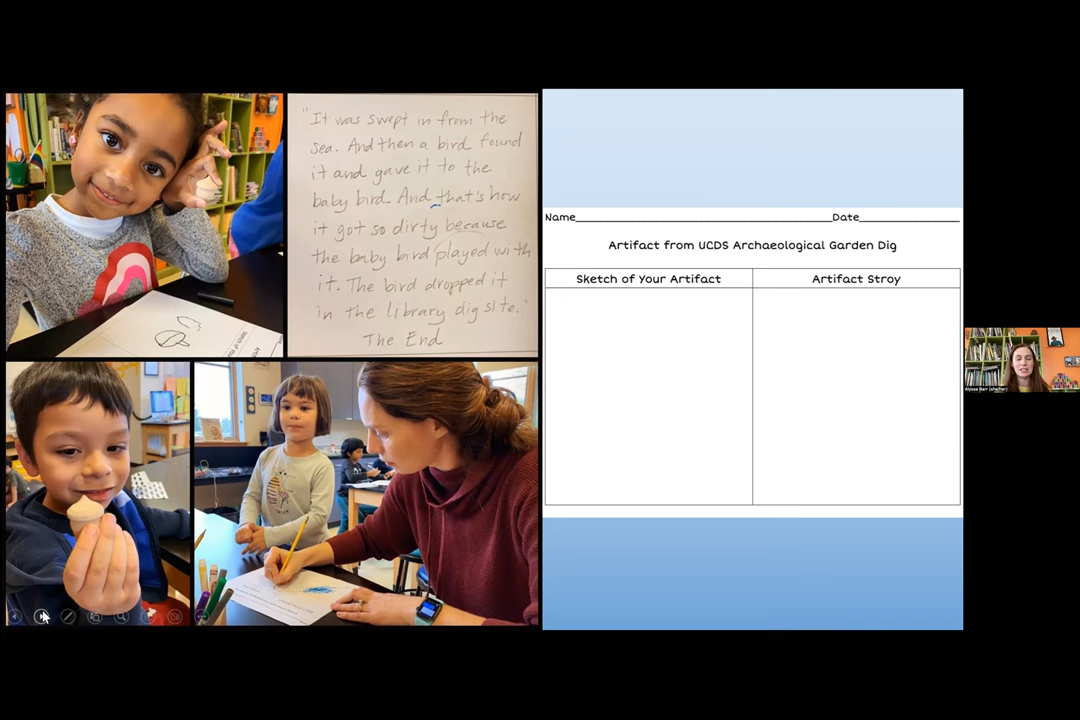 "It was swept in from the
sea. And then a bird found
it and gave it to the
baby bird. And that's how
it got so dirty because
the baby bird played with
it. The bird dropped it
in the library dig site."
The End
Name Date
Artifact from UCDS Archaeological Garden Dig
Sketch of Your Artifact Artifact Stroy